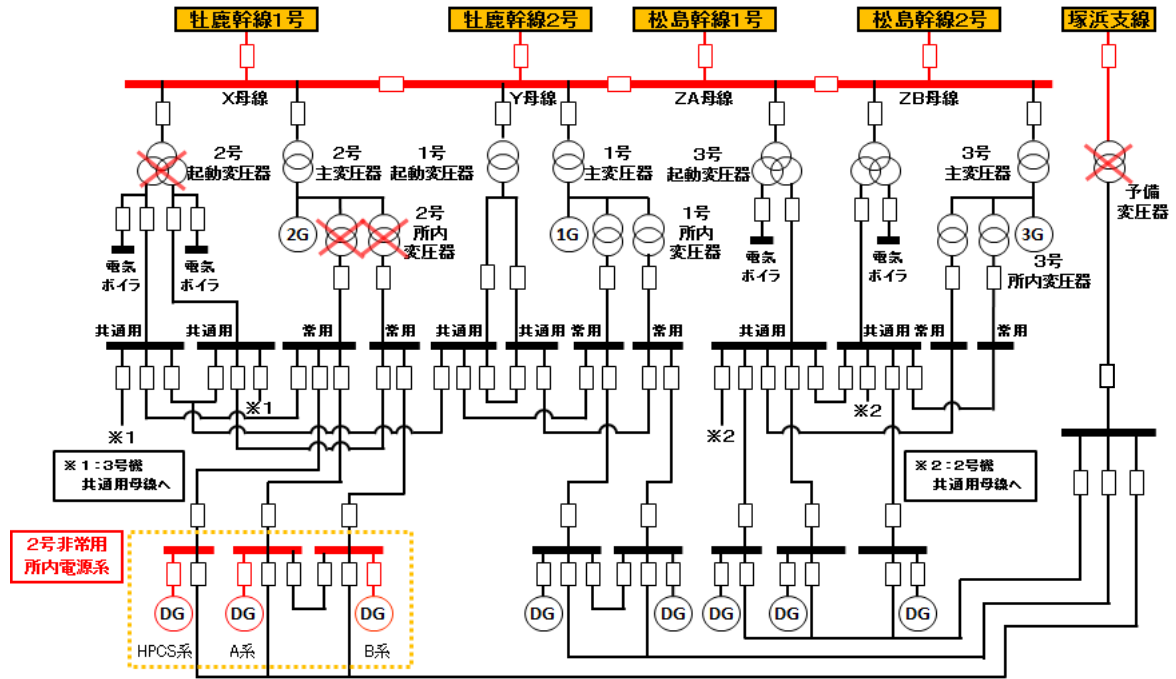 牡鹿幹線1号
牡鹿幹線2号
松島幹線1号
松島幹線2号
塚浜支線
X母線
Y母線
ZA母線
ZB母線
2号
起動変圧器
2号
主変圧器
1号
起動変圧器
1号
主変圧器
3号
起動変圧器
3号
主変圧器
予備
変圧器
2号
所内
変圧器
1号
所内
変圧器
3号
所内変圧器
2G
1G
3G
電気
ボイラ
電気
ボイラ
電気
ボイラ
電気
ボイラ
共通用
共通用
常用
常用
共通用
共通用
常用
常用
共通用
共通用
常用
常用
※1
※1
※2
※2
※1:3号機
共通用母線へ
※2:2号機
共通用母線へ
2号非常用
所内電源系
DG
DG
DG
DG
DG
DG
DG
DG
HPCS系
A系
B系